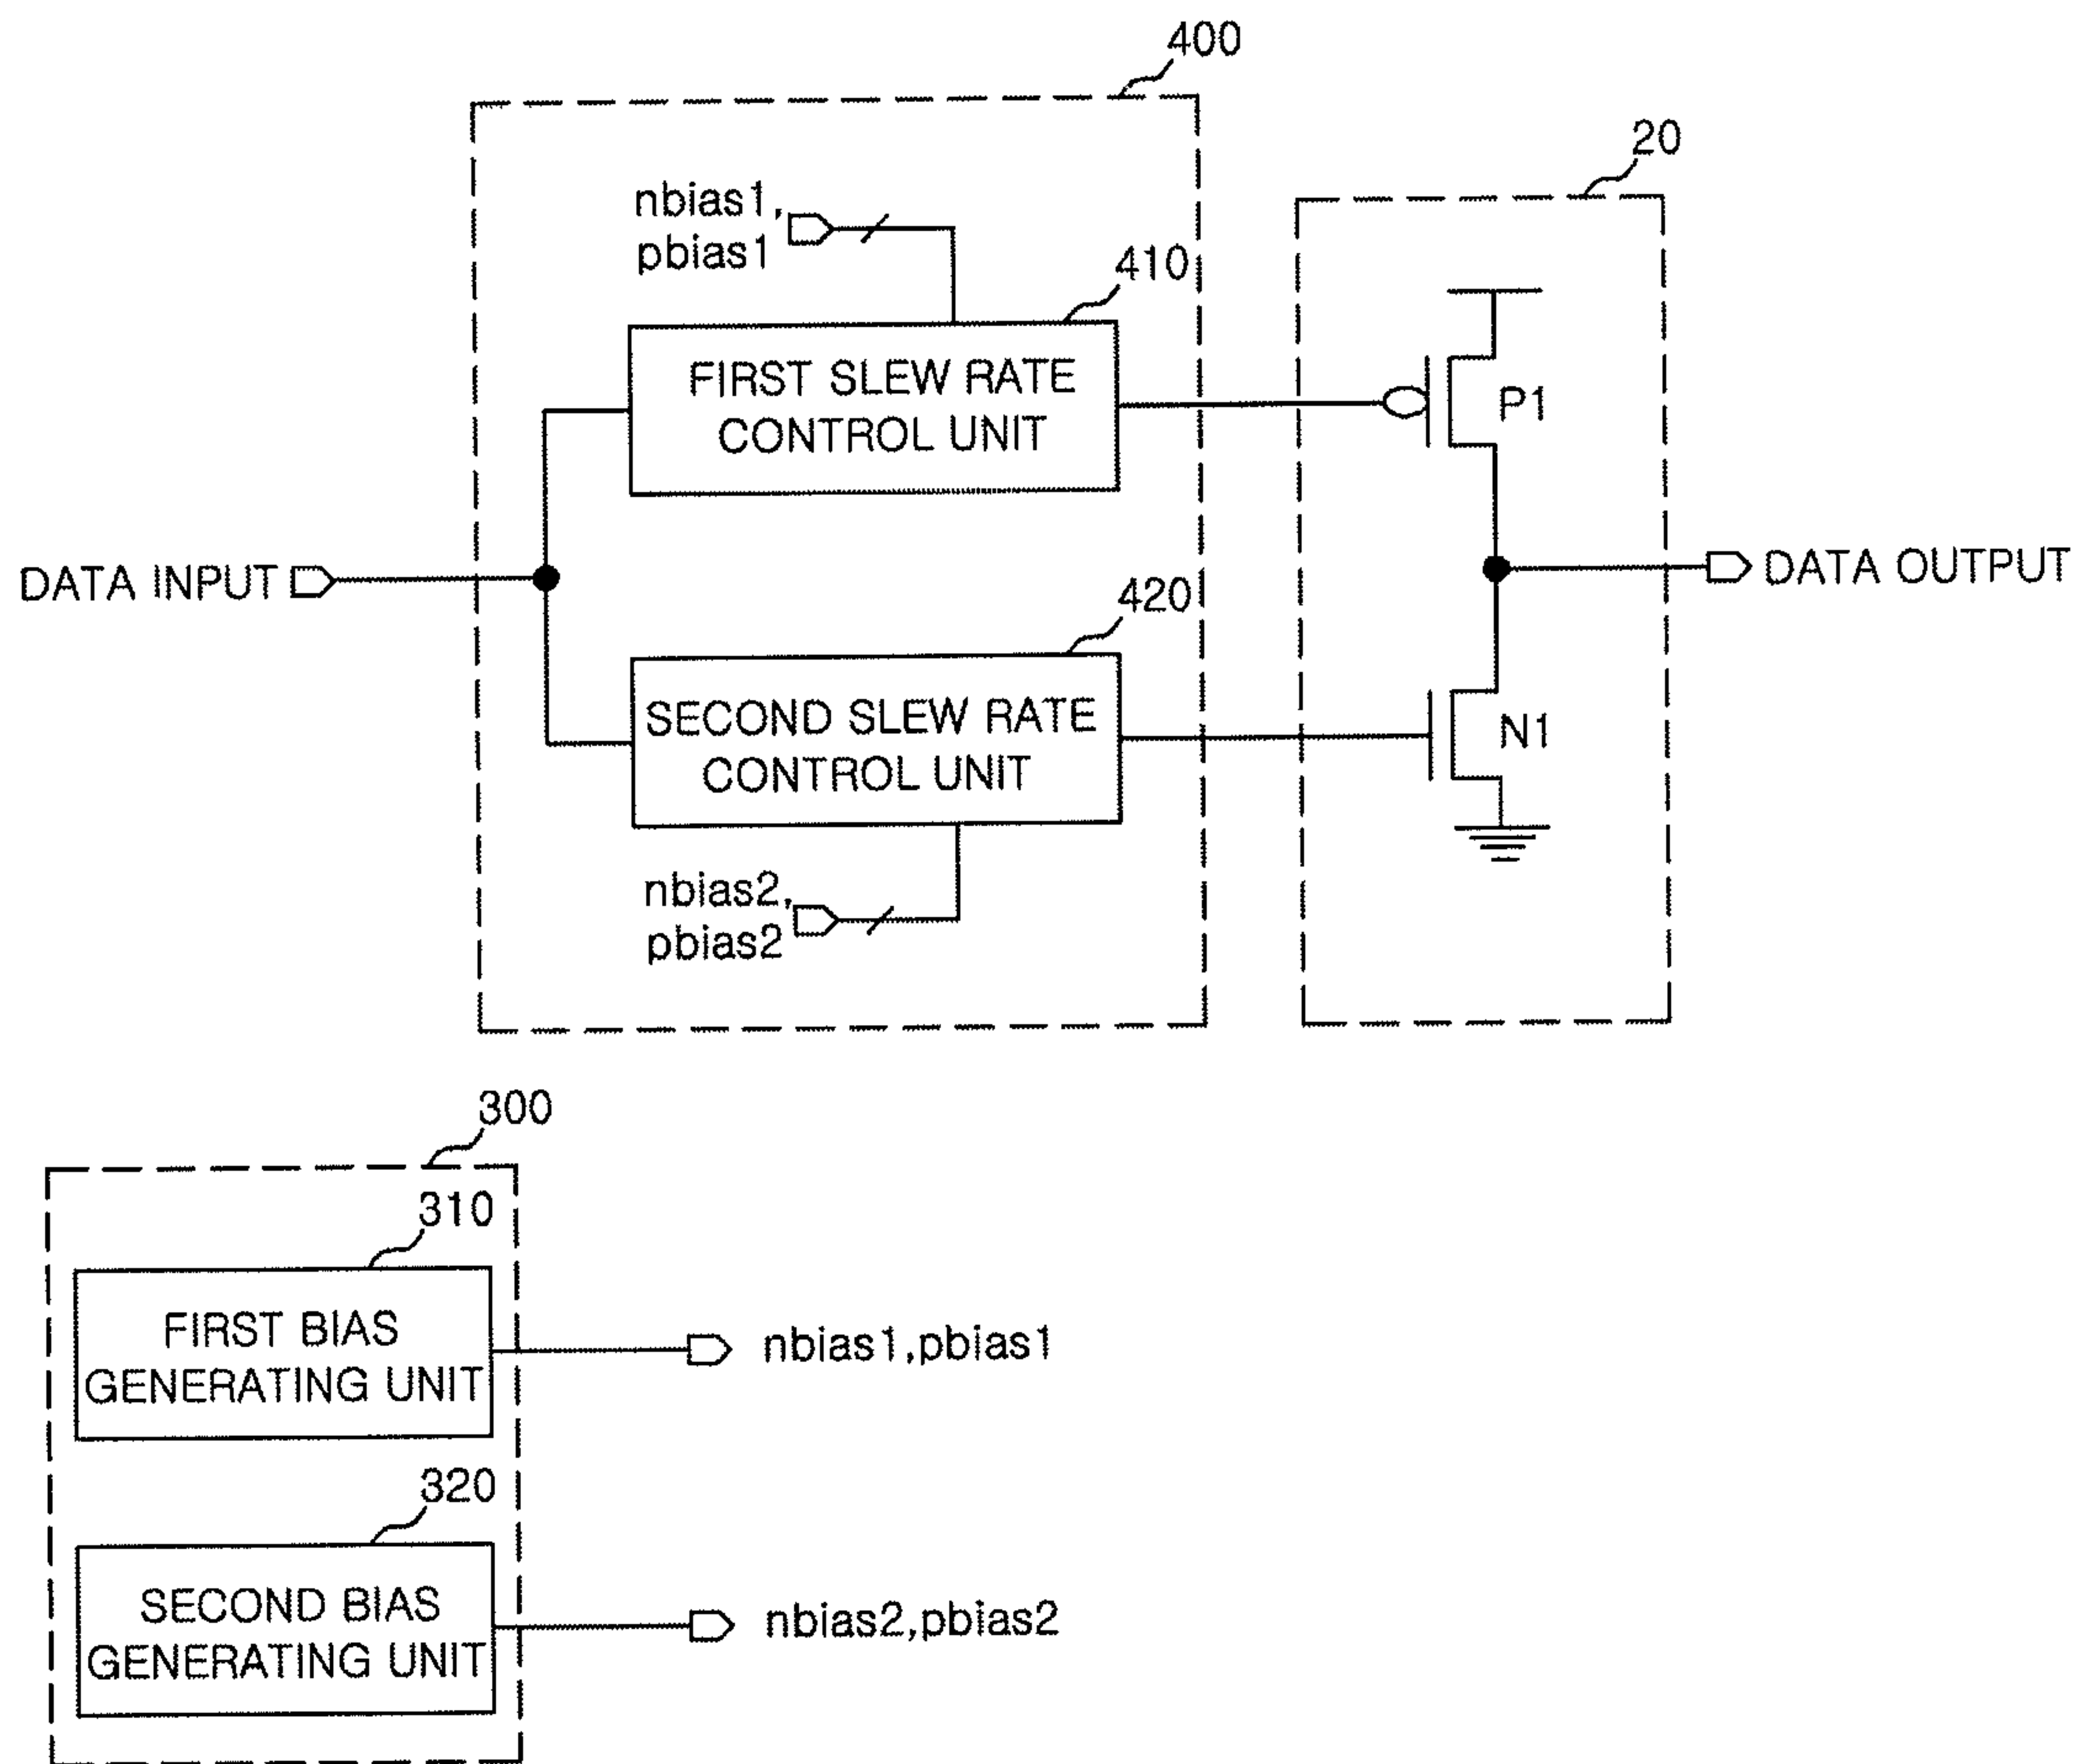 400
20
nbias1,
pbias1
410
FIRST SLEW RATE
CONTROL UNIT
P1
DATA INPUT
DATA OUTPUT
420
SECOND SLEW RATE
CONTROL UNIT
N1
nbias2,
pbias2
300
310
FIRST BIAS
GENERATING UNIT
nbias1,pbias1
320
SECOND BIAS
GENERATING UNIT
nbias2,pbias2